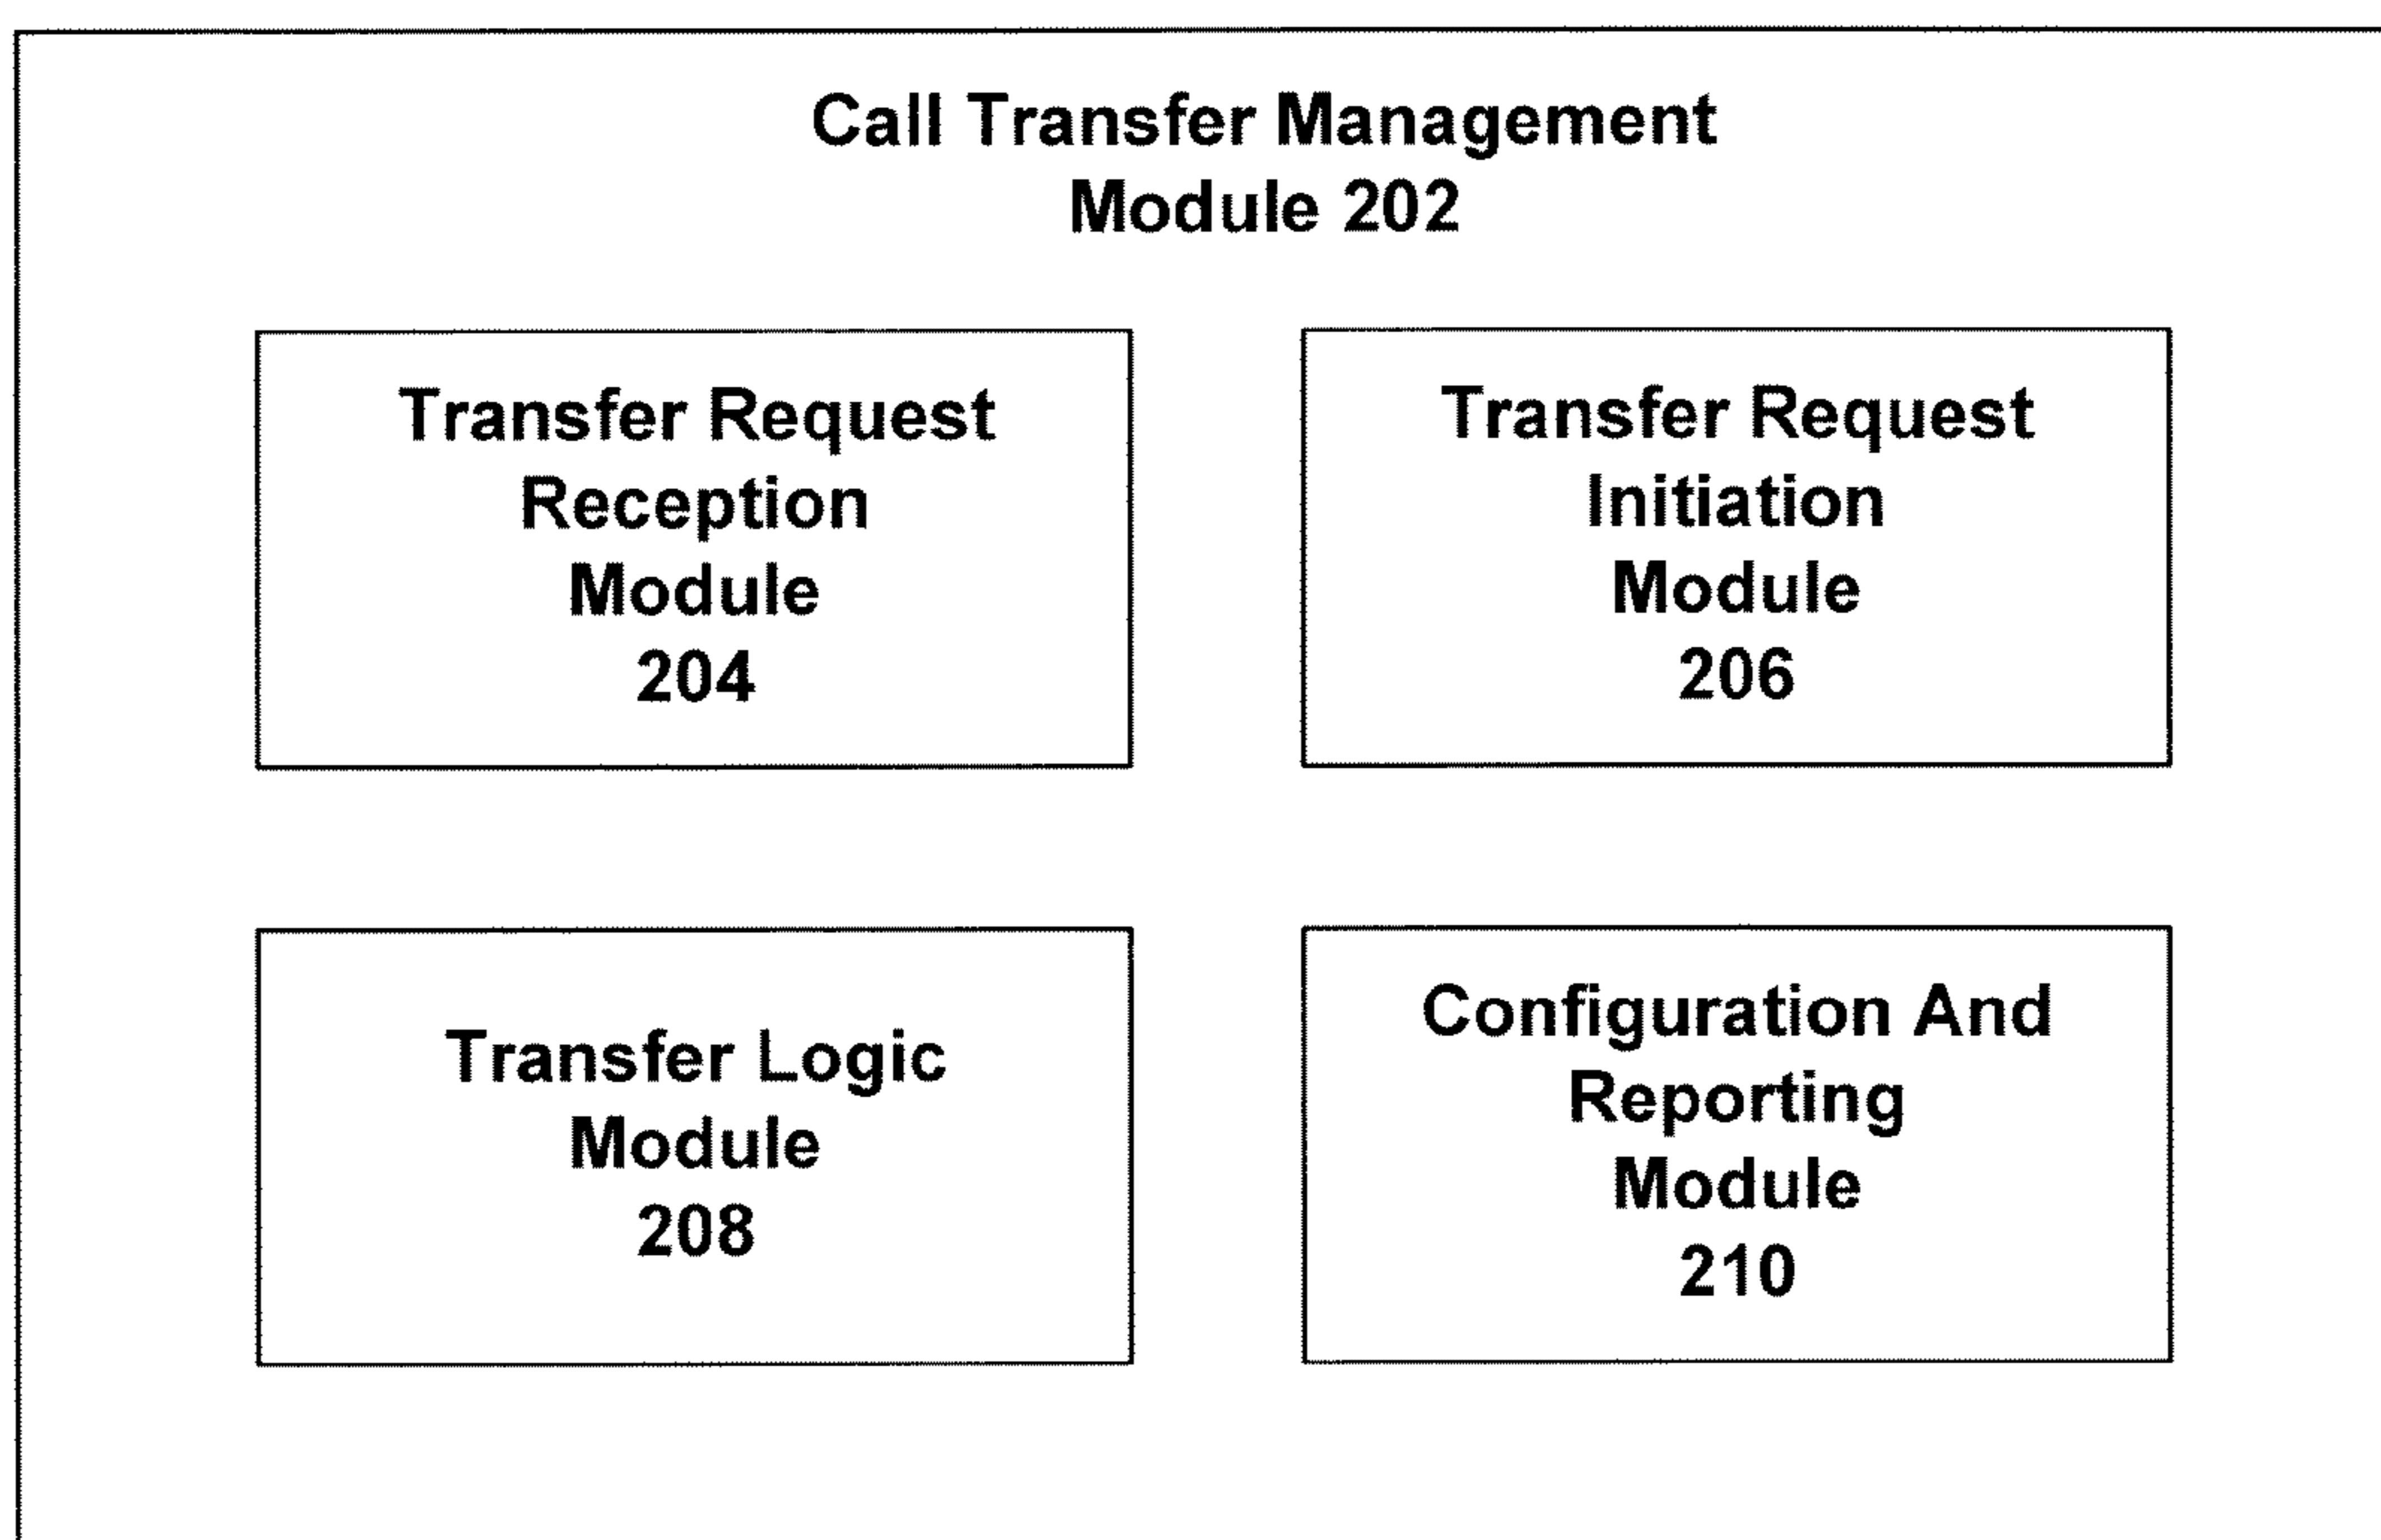 Call Transfer Management
Module 202
Transfer Request
Reception
Module
204
Transfer Request
Initiation
Module
206
Transfer Logic
Module
208
Configuration And
Reporting
Module
210